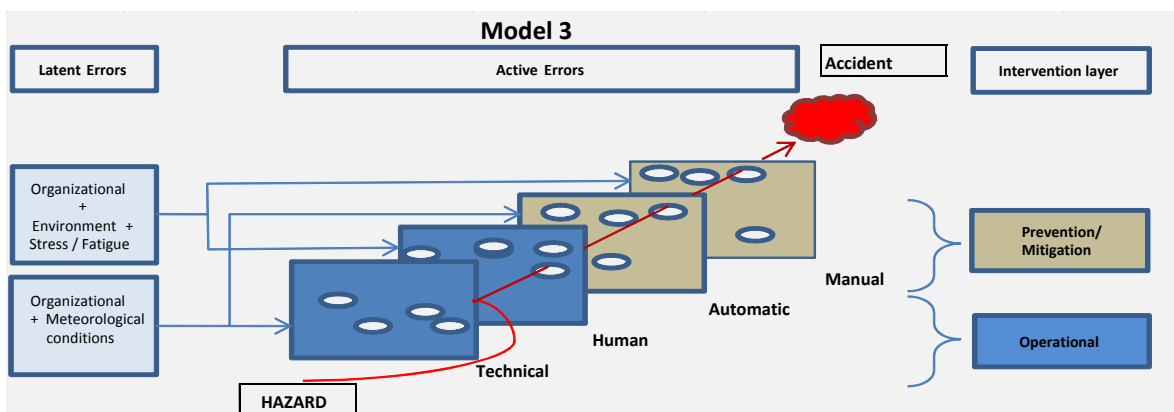 Model 3
Latent Errors
Active Errors
Accident
Intervention layer
Organizational
+
Environment +
Stress / Fatigue
Organizational
+ Meteorological
conditions
Prevention/
Mitigation
Manual
Automatic
Human
Operational
Technical
HAZARD